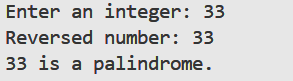 Enter an integer: 33
Reversed number: 33
33 is a palindrome.